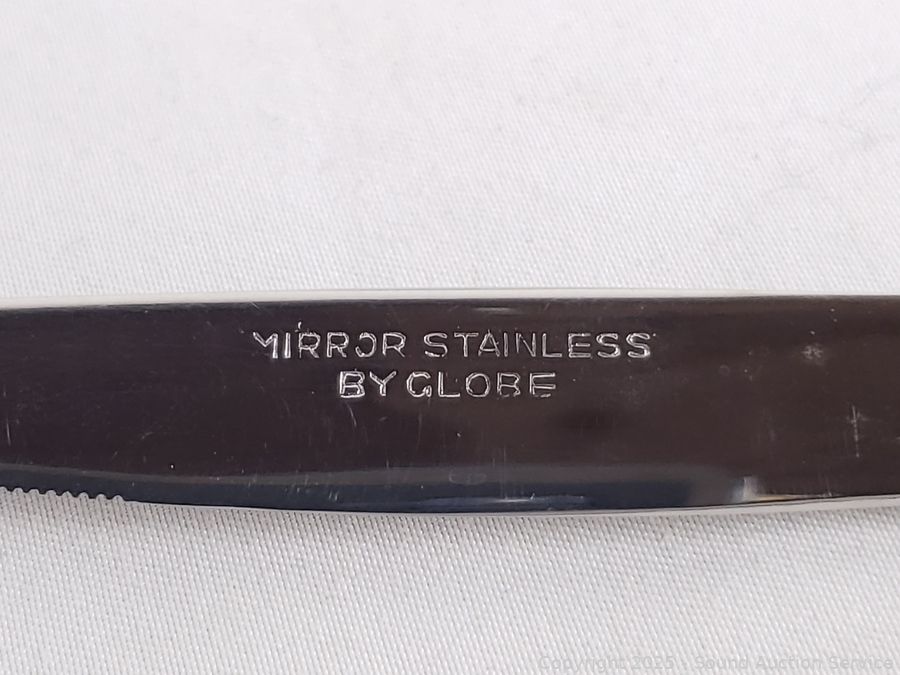 MIRROR STAINLESS
BY GLOBE
Copyright 2025 - Sound Auction Service